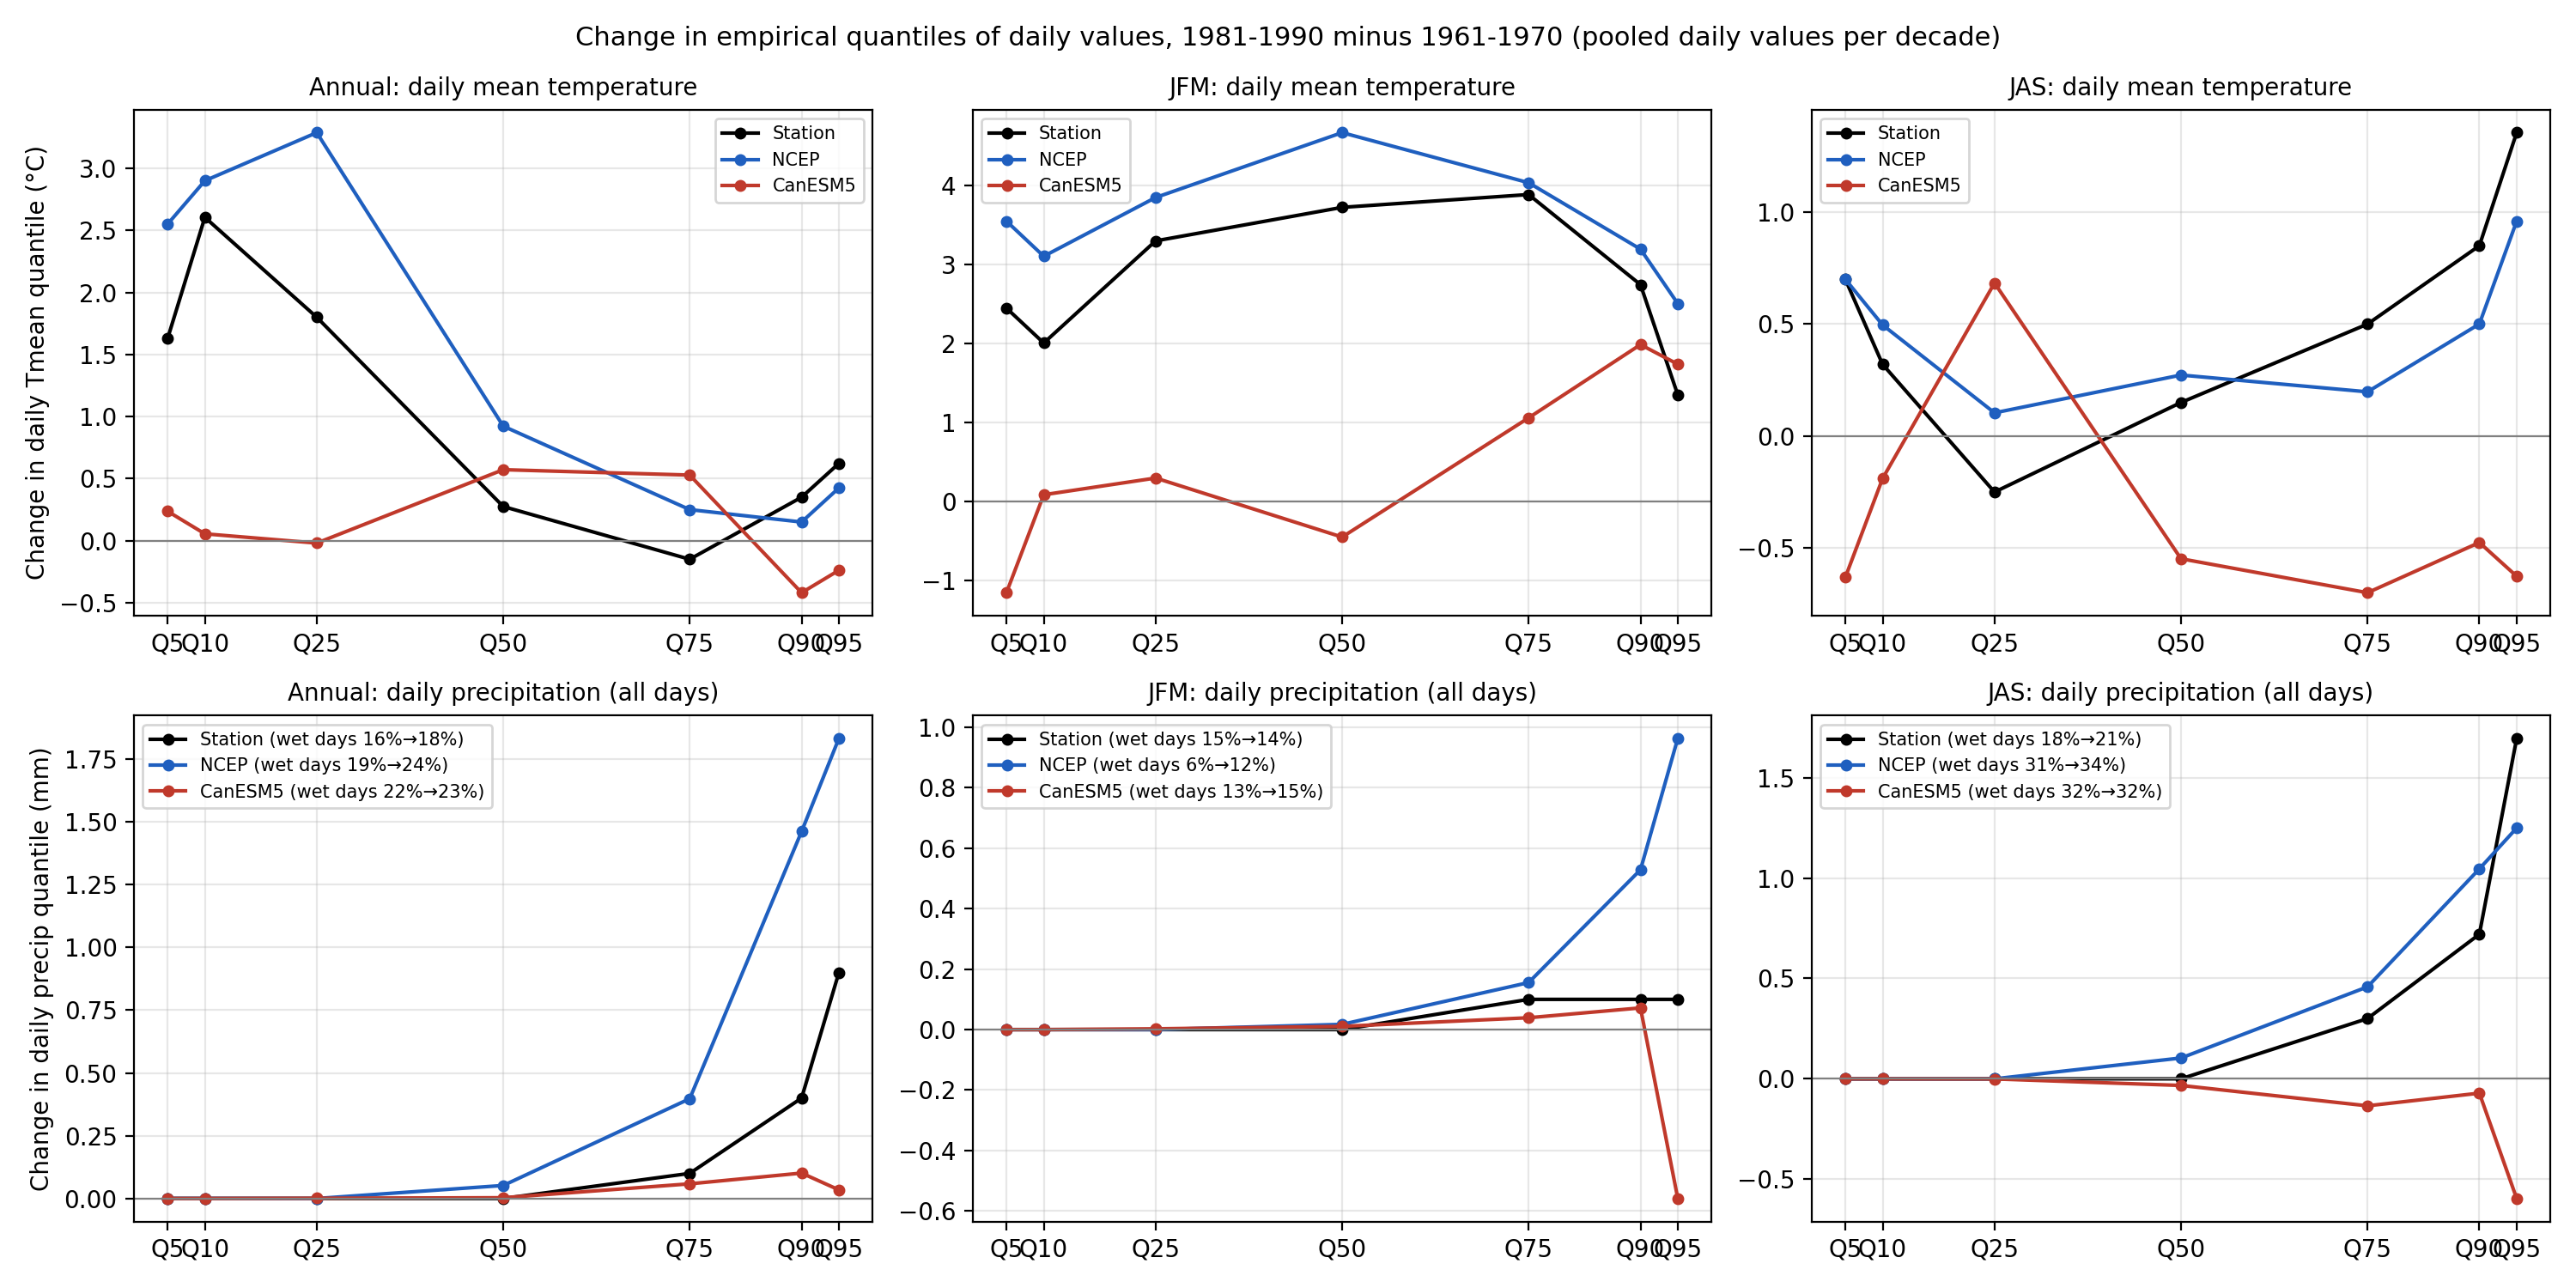 Change in empirical quantiles of daily values, 1981-1990 minus 1961-1970 (pooled daily values per decade)
Annual: daily mean temperature
Change in daily Tmean quantile (°C)
3.0
2.5
2.0
1.5
1.0
0.5
0.0
−0.5
Station
NCEP
CanESM5
Q5
Q10
Q25
Q50
Q75
Q90
Q95
JFM: daily mean temperature
4
3
2
1
0
−1
Station
NCEP
CanESM5
Q5
Q10
Q25
Q50
Q75
Q90
Q95
JAS: daily mean temperature
1.0
0.5
0.0
−0.5
Station
NCEP
CanESM5
Q5
Q10
Q25
Q50
Q75
Q90
Q95
Annual: daily precipitation (all days)
Change in daily precip quantile (mm)
1.75
1.50
1.25
1.00
0.75
0.50
0.25
0.00
Station (wet days 16%→18%)
NCEP (wet days 19%→24%)
CanESM5 (wet days 22%→23%)
Q5
Q10
Q25
Q50
Q75
Q90
Q95
JFM: daily precipitation (all days)
1.0
0.8
0.6
0.4
0.2
0.0
−0.2
−0.4
−0.6
Station (wet days 15%→14%)
NCEP (wet days 6%→12%)
CanESM5 (wet days 13%→15%)
Q5
Q10
Q25
Q50
Q75
Q90
Q95
JAS: daily precipitation (all days)
1.5
1.0
0.5
0.0
−0.5
Station (wet days 18%→21%)
NCEP (wet days 31%→34%)
CanESM5 (wet days 32%→32%)
Q5
Q10
Q25
Q50
Q75
Q90
Q95